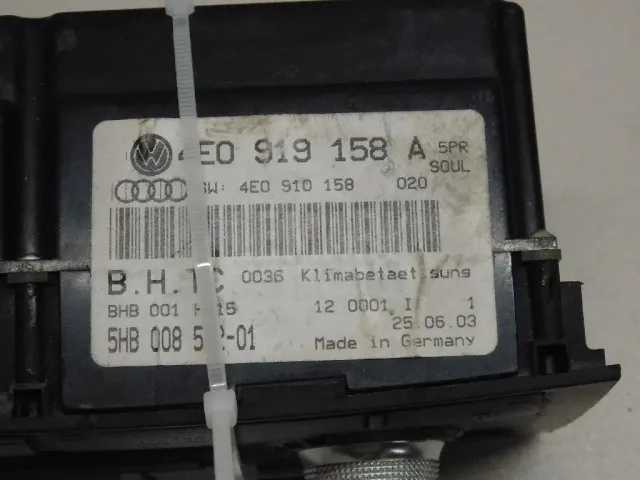 4E0 919 158 A 5PR
SOUL
SW: 4E0 910 158 020
B.H.TC 0036 Klimabetaetigung
BHB 001 H 15 12 0001 I 1
25.06.03
5HB 008 5 2-01 Made in Germany